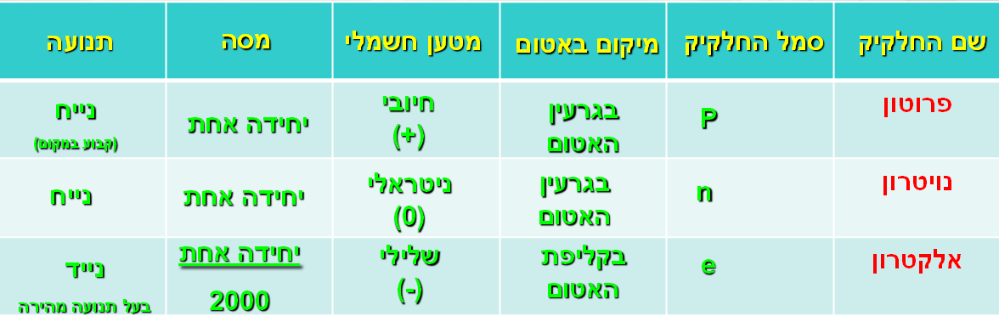 שם החלקיק סמל החלקיק מיקום באטום מטען חשמלי מסה תנועה
פרוטון P בגרעין האטום חיובי (+) יחידה אחת נייח (קבוע במקום)
נויטרון n בגרעין האטום ניטראלי (0) יחידה אחת נייח
אלקטרון e בקליפת האטום שלילי (-) יחידה אחת 2000 נייד בעל תנועה מהירה